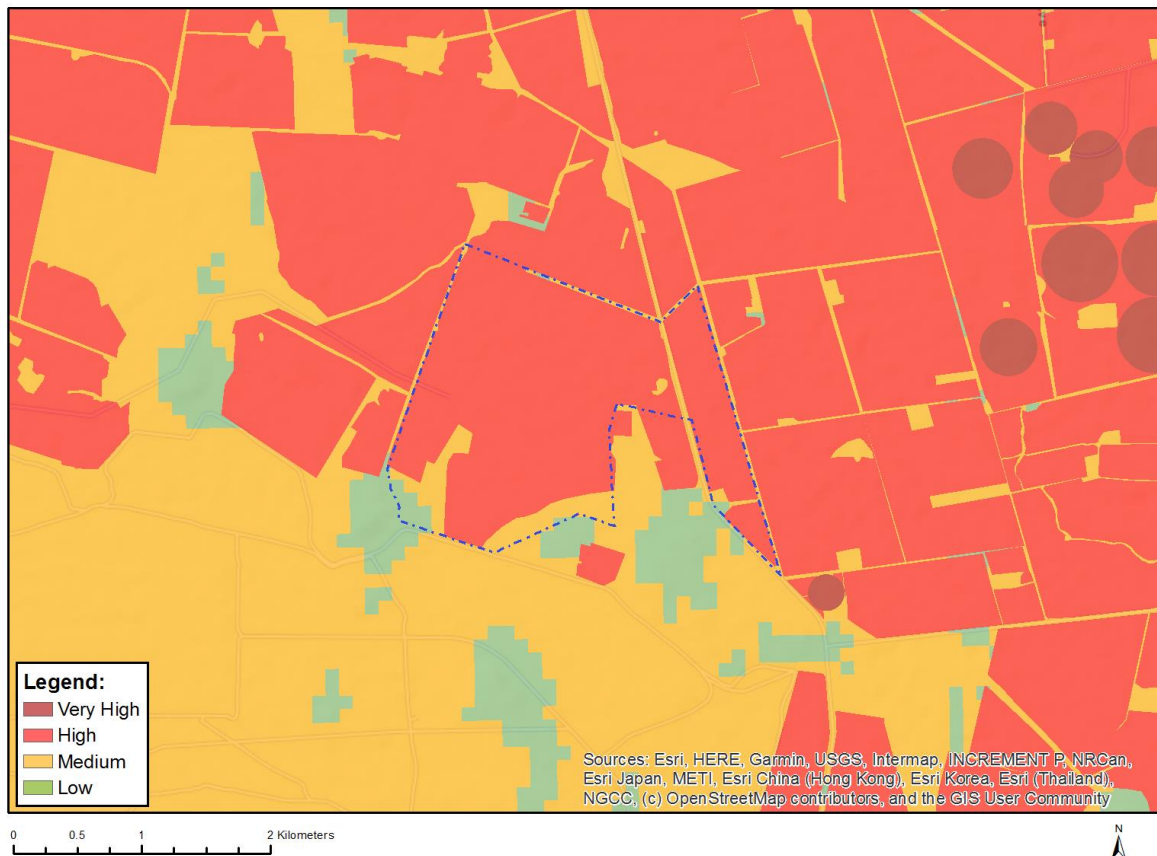 Legend:
Very High
High
Medium
Low
Sources: Esri, HERE, Garmin, USGS, Intermap, INCREMENT P, NRCan,
Esri Japan, METI, Esri China (Hong Kong), Esri Korea, Esri (Thailand),
NGCC, (c) OpenStreetMap contributors, and the GIS User Community
0 0.5 1 2 Kilometers
N